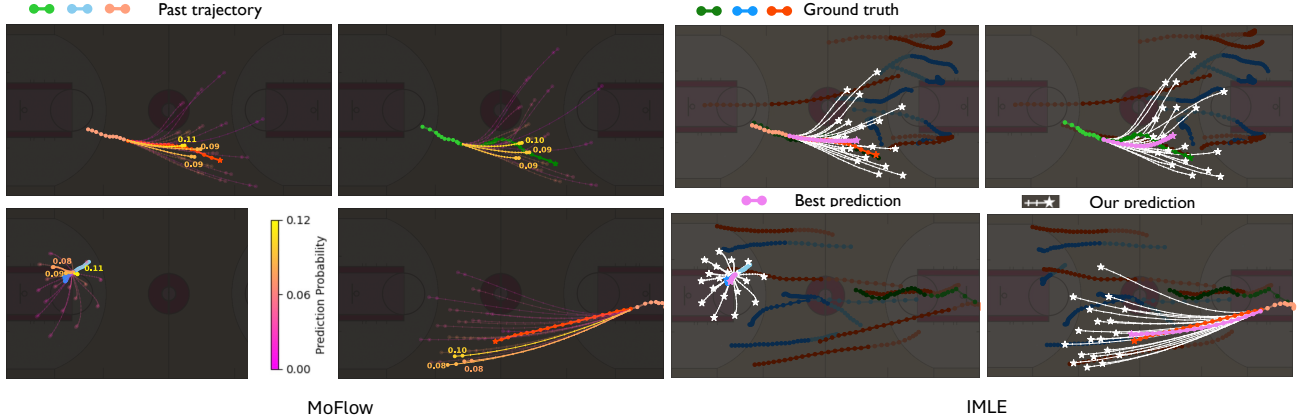 Past trajectory
Ground truth
0.11
0.09
0.09
0.10
0.09
0.09
Best prediction
Our prediction
0.08
0.09
0.11
0.12
0.06
0.00
Prediction Probability
0.10
0.08
0.08
MoFlow
IMLE